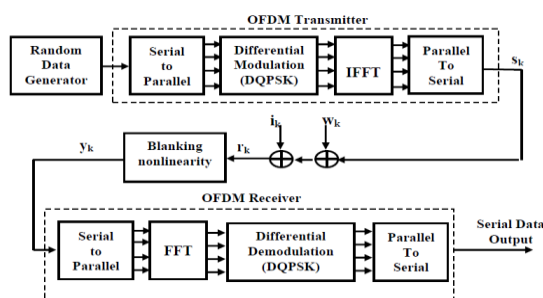 OFDM Transmitter
Random
Data
Generator
Serial
to
Parallel
Differential
Modulation
(DQPSK)
IFFT
Parallel
To
Serial
sk
ik
wk
yk
Blanking
nonlinearity
rk
OFDM Receiver
Serial
to
Parallel
FFT
Differential
Demodulation
(DQPSK)
Parallel
To
Serial
Serial Data
Output